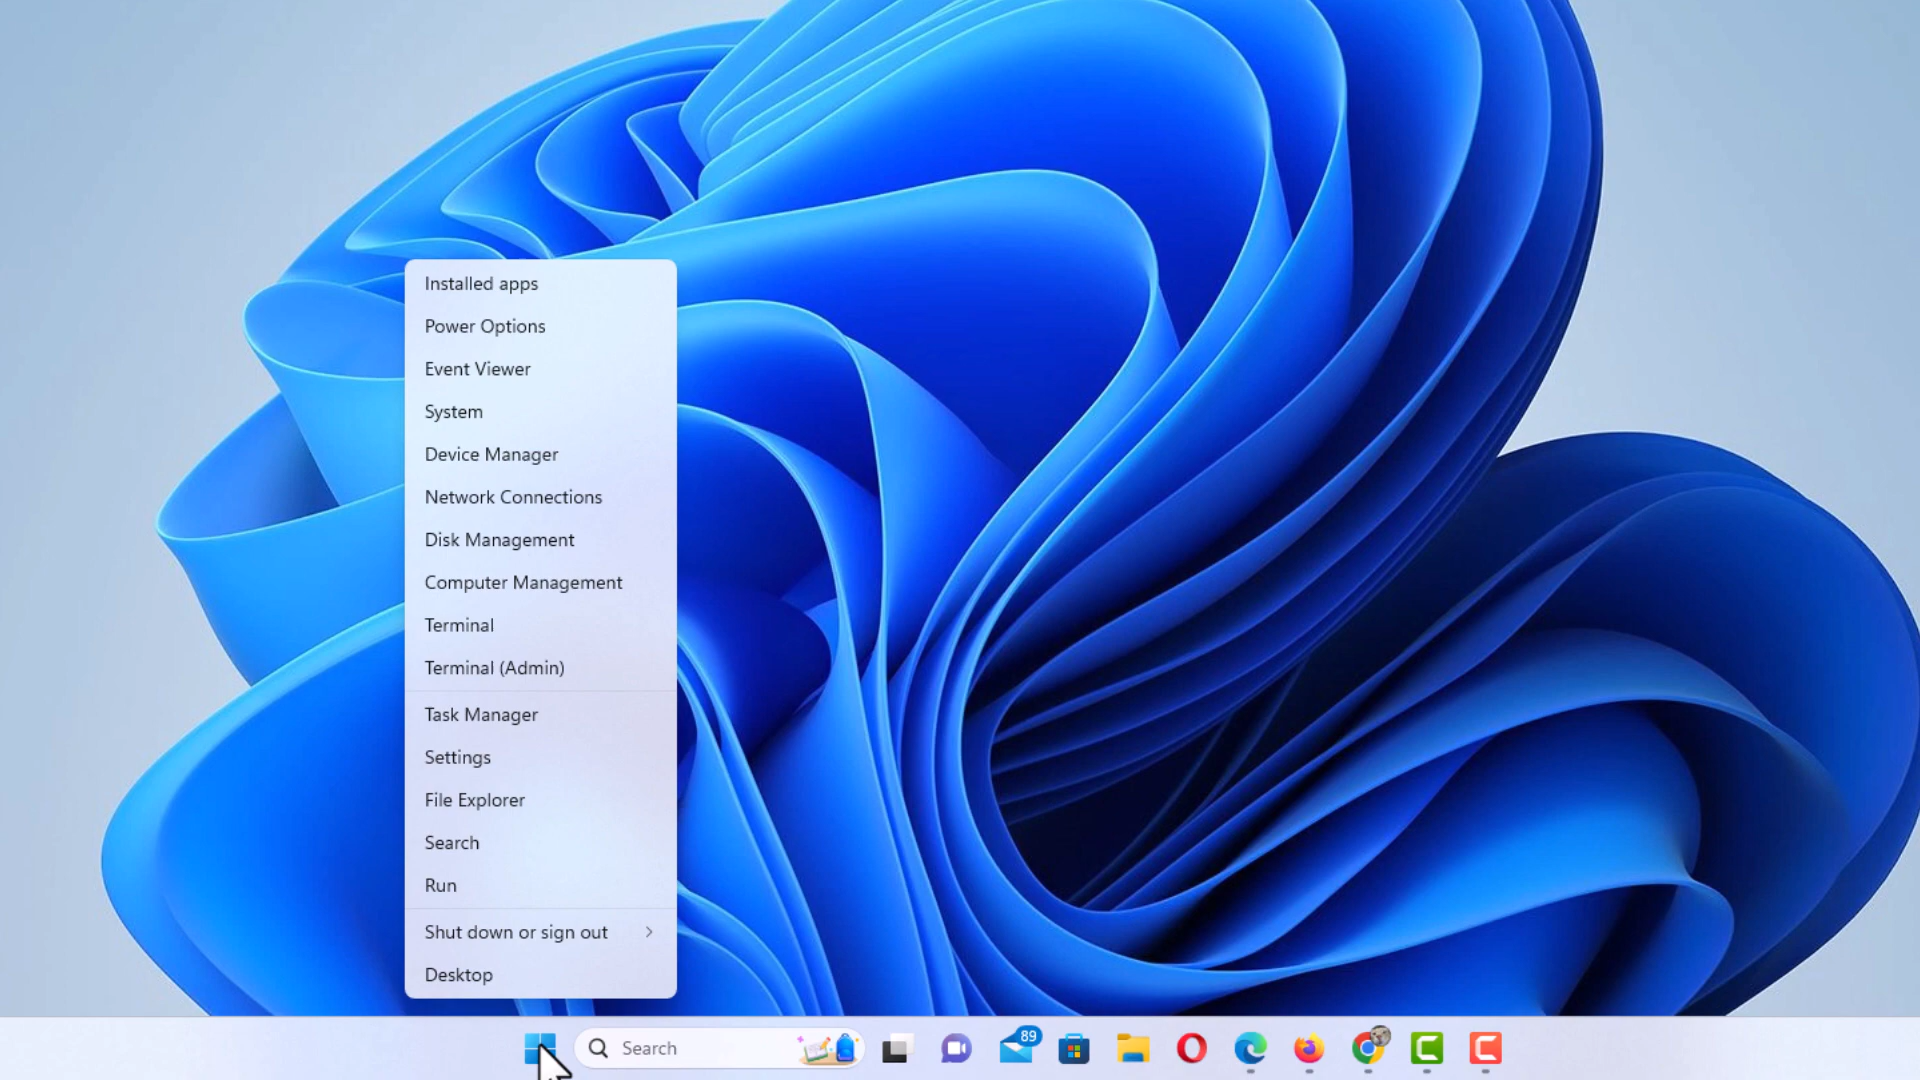 Installed apps
Power Options
Event Viewer
System
Device Manager
Network Connections
Disk Management
Computer Management
Terminal
Terminal (Admin)
Task Manager
Settings
File Explorer
Search
Run
Shut down or sign out
Desktop
Search
89